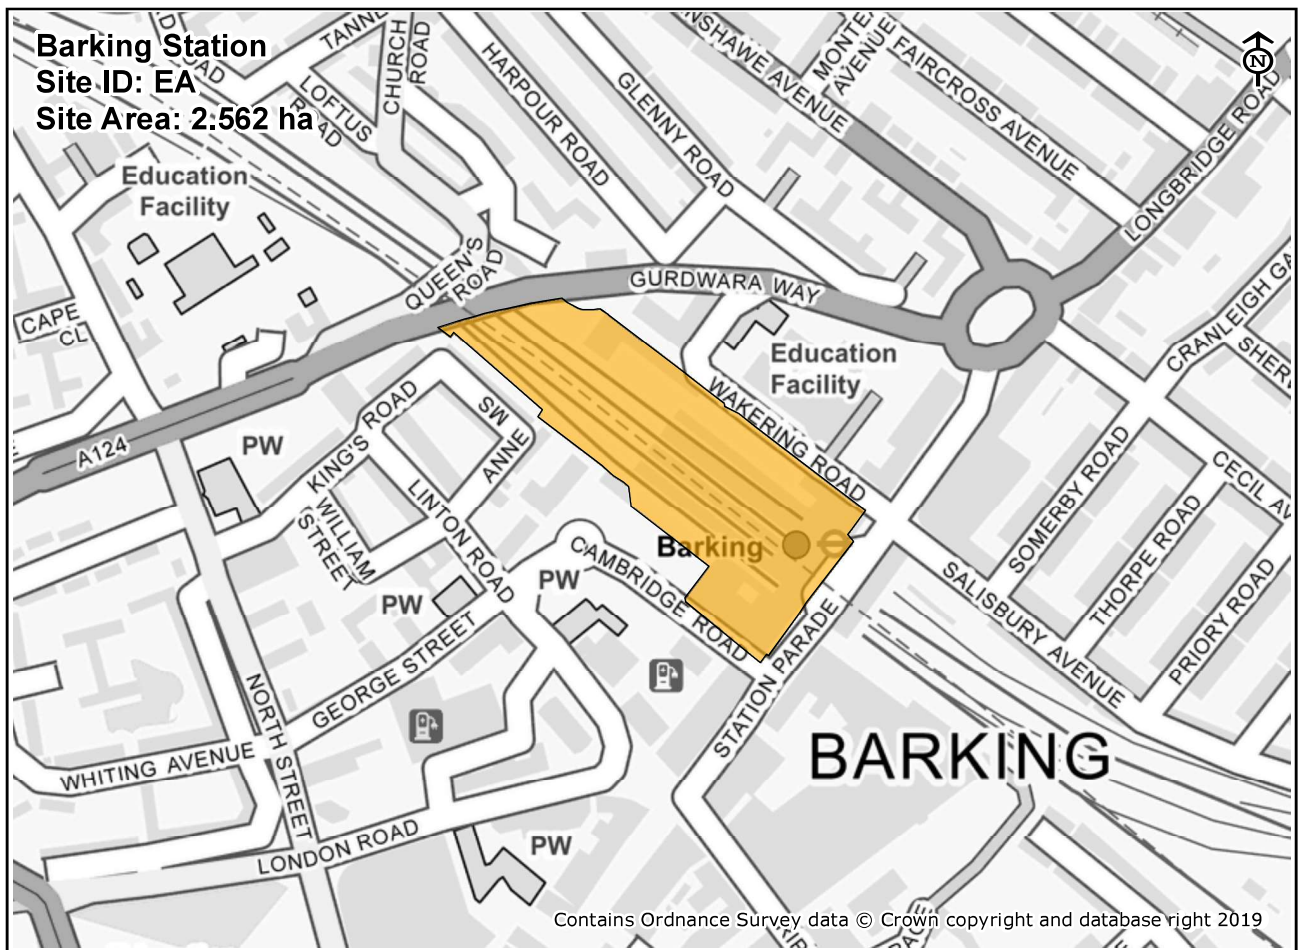 Barking Station
Site ID: EA
Site Area: 2.562 ha
N
ROAD
TANNE
CHURCH
ROAD
LOFTUS
ROAD
HARPOUR ROAD
GLENNY ROAD
NSHAWE AVENUE
MONTE
AVENUE
FAIRCROSS AVENUE
LONGBRIDGE ROAD
Education
Facility
QUEEN'S
ROAD
GURDWARA WAY
CAPE
CL
CRANLEIGH GA
SHER
Education
Facility
WAKERING ROAD
A124
PW
KING'S ROAD
ANNE
MS
WILLIAM
STREET
LINTON ROAD
SOMERBY ROAD
CECIL AV
THORPE ROAD
PRIORY ROAD
SALISBURY AVENUE
Barking
CAMBRIDGE ROAD
PW
PW
GEORGE STREET
STATION PARADE
NORTH STREET
WHITING AVENUE
BARKING
LONDON ROAD
PW
Contains Ordnance Survey data © Crown copyright and database right 2019